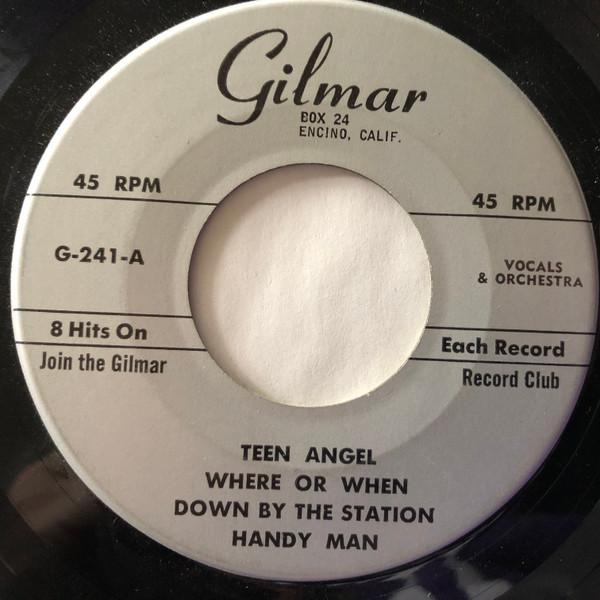 Gilmar
BOX 24
ENCINO, CALIF.
45 RPM
45 RPM
G-241-A
VOCALS
& ORCHESTRA
8 Hits On
Each Record
Join the Gilmar
Record Club
TEEN ANGEL
WHERE OR WHEN
DOWN BY THE STATION
HANDY MAN